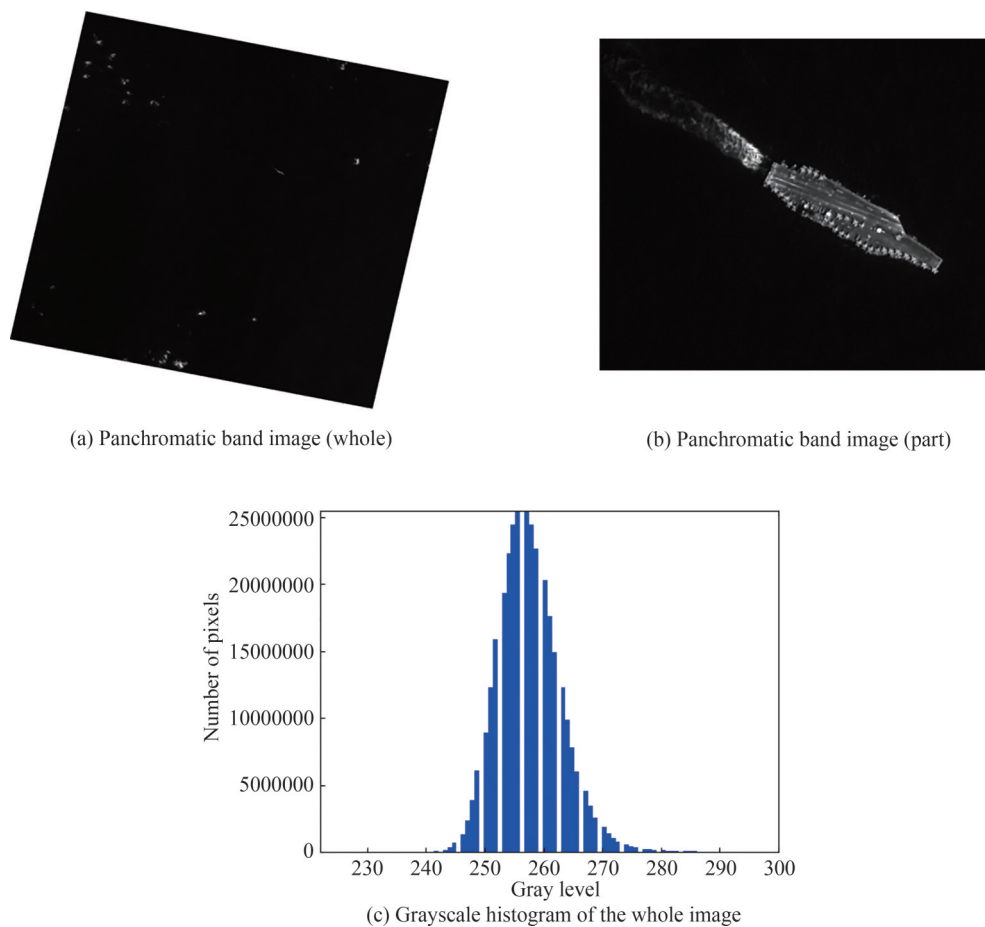 (a) Panchromatic band image (whole)
(b) Panchromatic band image (part)
25000000
20000000
15000000
10000000
5000000
0
Number of pixels
230 240 250 260 270 280 290 300
Gray level
(c) Grayscale histogram of the whole image